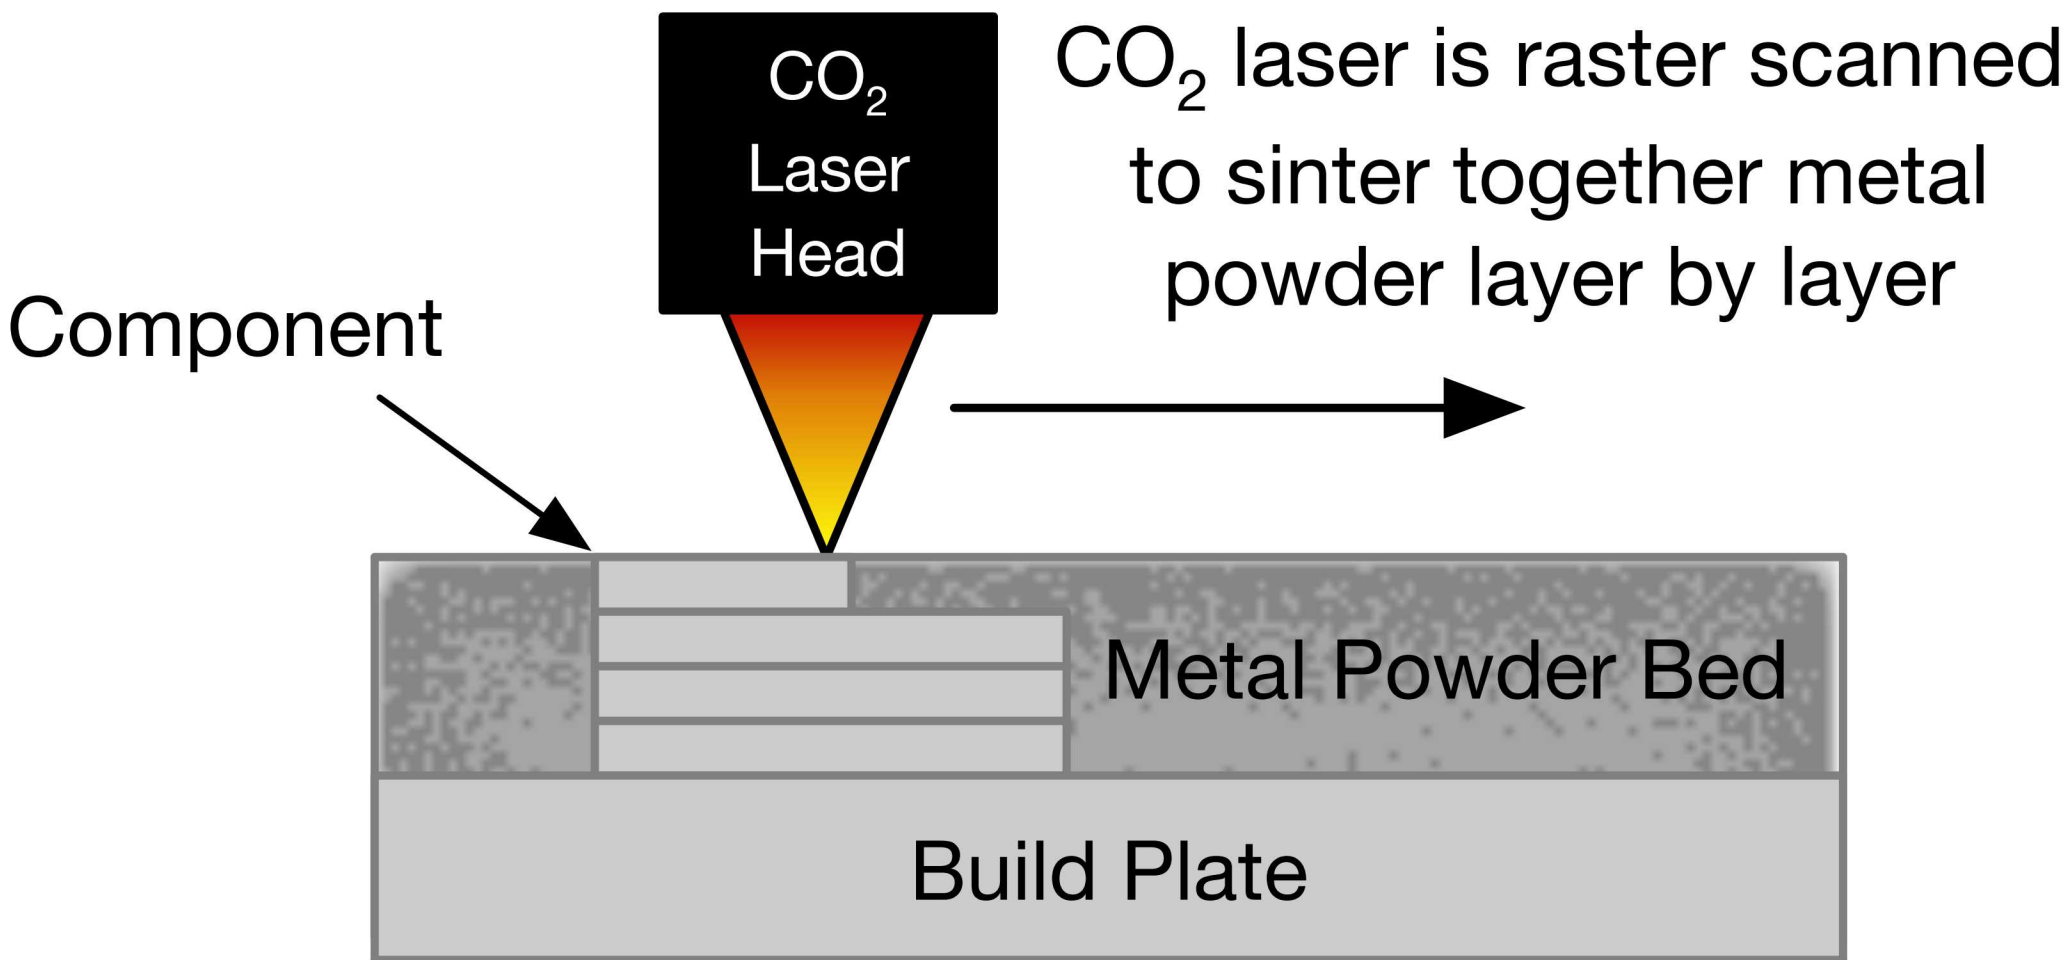 CO₂
Laser
Head
CO₂ laser is raster scanned
to sinter together metal
powder layer by layer
Component
Metal Powder Bed
Build Plate